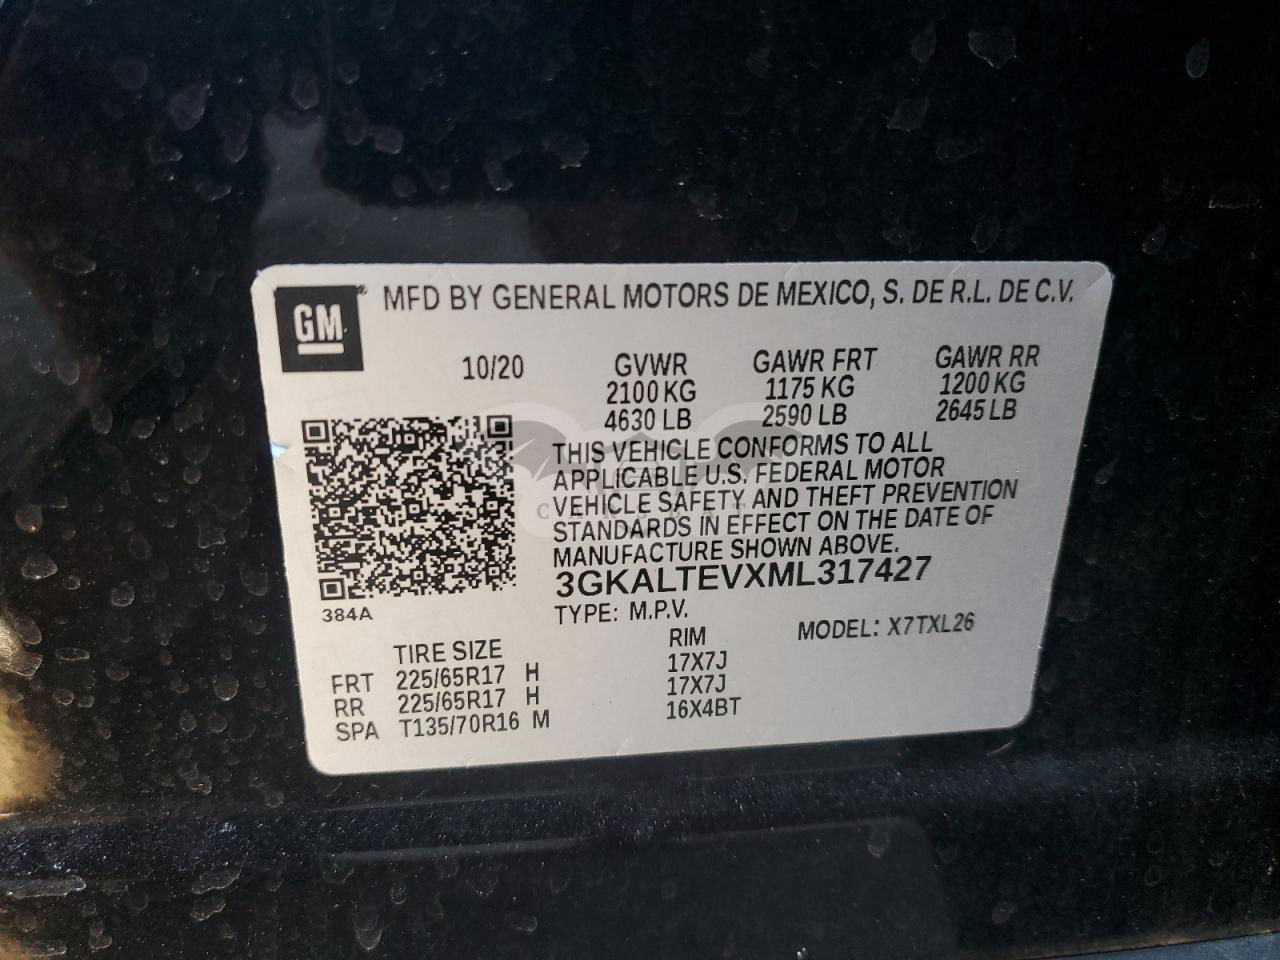 GM MFD BY GENERAL MOTORS DE MEXICO, S. DE R.L. DE C.V.
10/20 GVWR GAWR FRT GAWR RR
2100 KG 1175 KG 1200 KG
4630 LB 2590 LB 2645 LB
THIS VEHICLE CONFORMS TO ALL
APPLICABLE U.S. FEDERAL MOTOR
VEHICLE SAFETY AND THEFT PREVENTION
STANDARDS IN EFFECT ON THE DATE OF
MANUFACTURE SHOWN ABOVE.
3GKALTEVXML317427
384A TYPE: M.P.V. MODEL: X7TXL26
TIRE SIZE RIM
FRT 225/65R17 H 17X7J
RR 225/65R17 H 17X7J
SPA T135/70R16 M 16X4BT